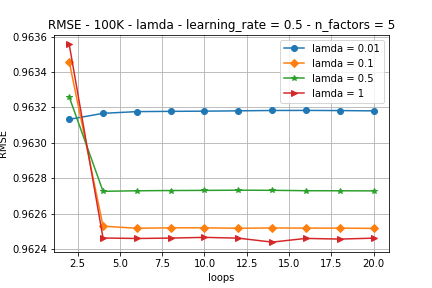 RMSE - 100K - lamda - learning_rate = 0.5 - n_factors = 5
lamda = 0.01
lamda = 0.1
lamda = 0.5
lamda = 1
RMSE
0.9636
0.9634
0.9632
0.9630
0.9628
0.9626
0.9624
2.5 5.0 7.5 10.0 12.5 15.0 17.5 20.0
loops